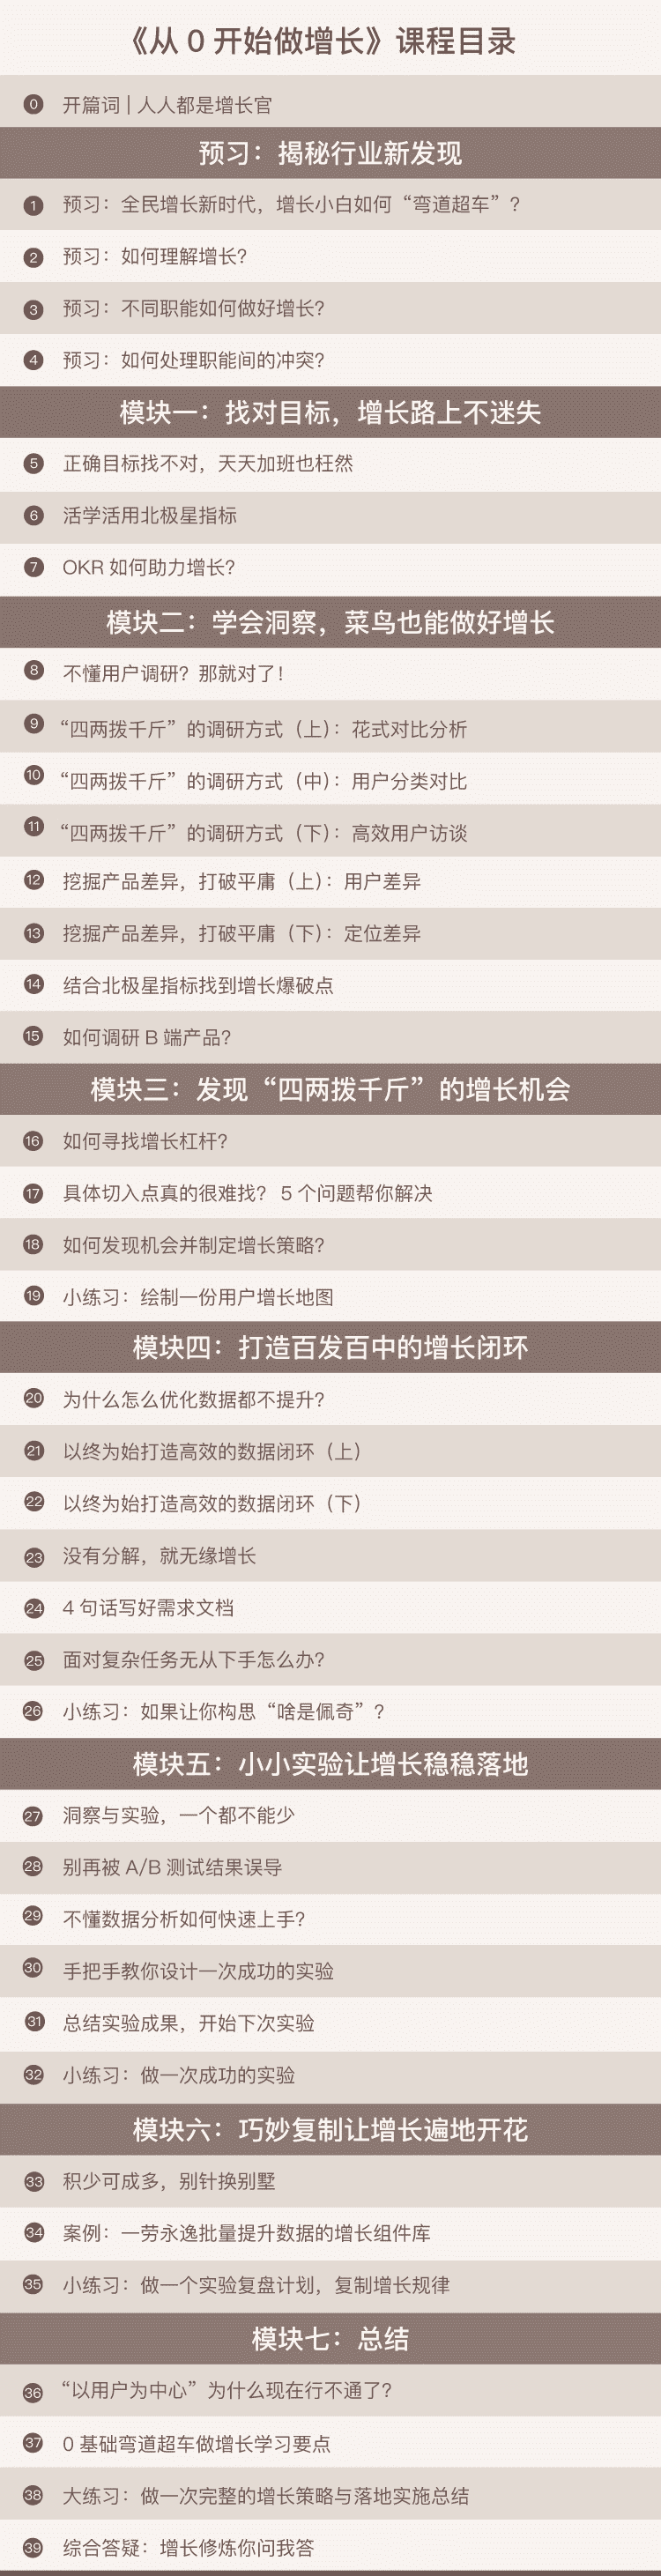 《从 0 开始做增长》课程目录
0 开篇词 | 人人都是增长官
预习：揭秘行业新发现
1 预习：全民增长新时代，增长小白如何“弯道超车”？
2 预习：如何理解增长？
3 预习：不同职能如何做好增长？
4 预习：如何处理职能间的冲突？
模块一：找对目标，增长路上不迷失
5 正确目标找不对，天天加班也枉然
6 活学活用北极星指标
7 OKR 如何助力增长？
模块二：学会洞察，菜鸟也能做好增长
8 不懂用户调研？那就对了！
9 “四两拨千斤”的调研方式（上）：花式对比分析
10 “四两拨千斤”的调研方式（中）：用户分类对比
11 “四两拨千斤”的调研方式（下）：高效用户访谈
12 挖掘产品差异，打破平庸（上）：用户差异
13 挖掘产品差异，打破平庸（下）：定位差异
14 结合北极星指标找到增长爆破点
15 如何调研 B 端产品？
模块三：发现“四两拨千斤”的增长机会
16 如何寻找增长杠杆？
17 具体切入点真的很难找？ 5 个问题帮你解决
18 如何发现机会并制定增长策略？
19 小练习：绘制一份用户增长地图
模块四：打造百发百中的增长闭环
20 为什么怎么优化数据都不提升？
21 以终为始打造高效的数据闭环（上）
22 以终为始打造高效的数据闭环（下）
23 没有分解，就无缘增长
24 4 句话写好需求文档
25 面对复杂任务无从下手怎么办？
26 小练习：如果让你构思“啥是佩奇”？
模块五：小小实验让增长稳稳落地
27 洞察与实验，一个都不能少
28 别再被 A/B 测试结果误导
29 不懂数据分析如何快速上手？
30 手把手教你设计一次成功的实验
31 总结实验成果，开始下次实验
32 小练习：做一次成功的实验
模块六：巧妙复制让增长遍地开花
33 积少可成多，别针换别墅
34 案例：一劳永逸批量提升数据的增长组件库
35 小练习：做一个实验复盘计划，复制增长规律
模块七：总结
36 “以用户为中心”为什么现在行不通了？
37 0 基础弯道超车做增长学习要点
38 大练习：做一次完整的增长策略与落地实施总结
39 综合答疑：增长修炼你问我答